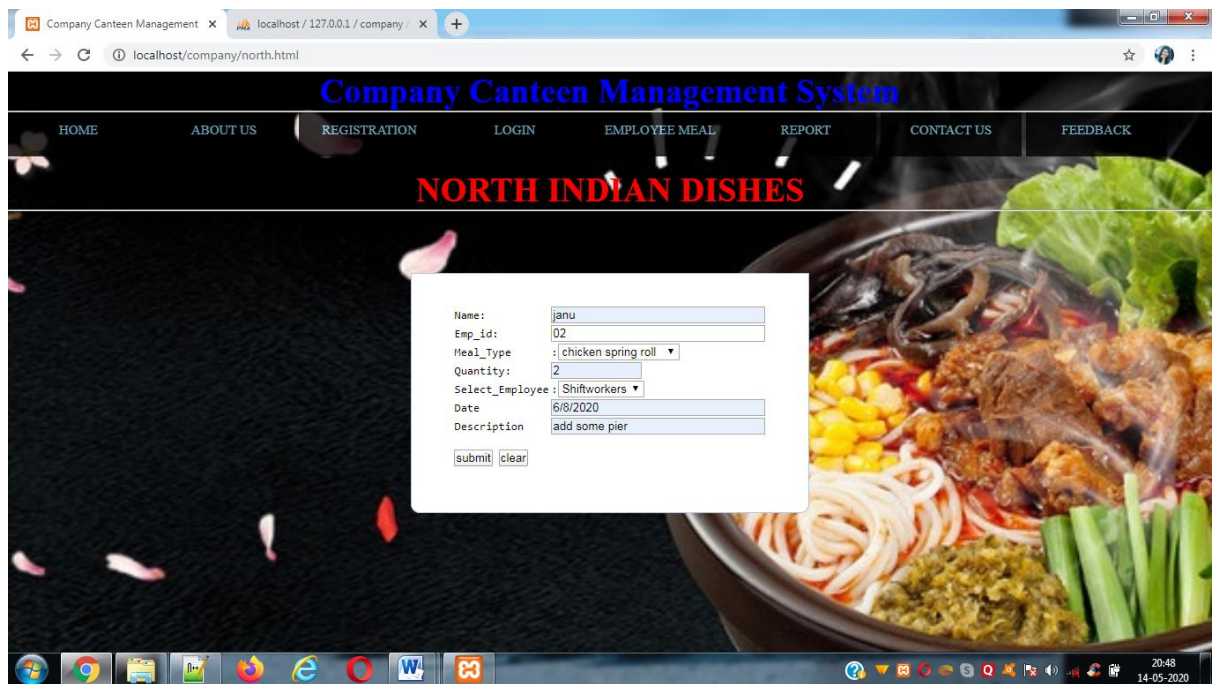 Company Canteen Management
localhost / 127.0.0.1 / company /
localhost/company/north.html
Company Canteen Management System
HOME ABOUT US REGISTRATION LOGIN EMPLOYEE MEAL REPORT CONTACT US FEEDBACK
NORTH INDIAN DISHES
Name: janu
Emp_id: 02
Meal_Type : chicken spring roll
Quantity: 2
Select_Employee : Shiftworkers
Date 6/8/2020
Description add some pier
submit clear
20:48
14-05-2020